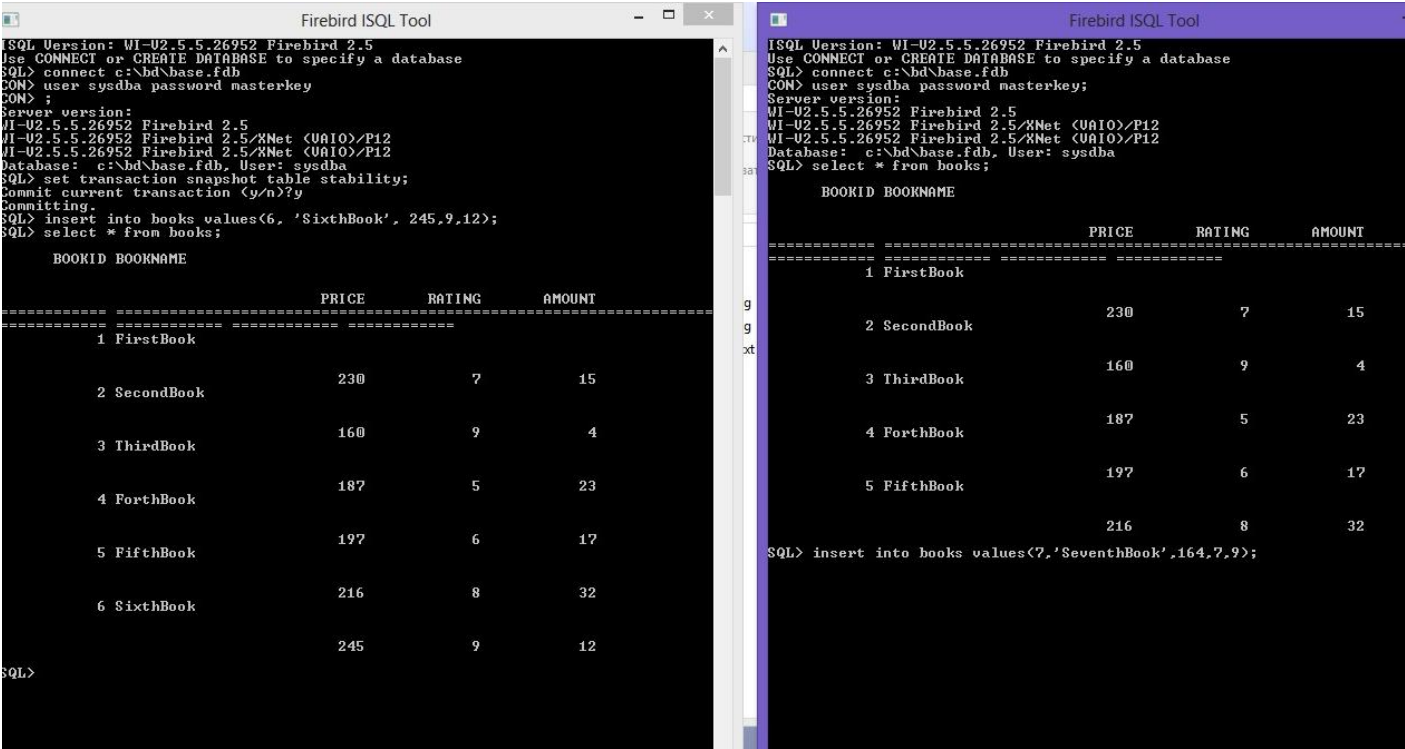 Firebird ISQL Tool
ISQL Version: WI-V2.5.5.26952 Firebird 2.5
Use CONNECT or CREATE DATABASE to specify a database
SQL> connect c:\bd\base.fdb
CON> user sysdba password masterkey
CON> ;
Server version:
WI-V2.5.5.26952 Firebird 2.5
WI-V2.5.5.26952 Firebird 2.5/XNet (VAIO)/P12
WI-V2.5.5.26952 Firebird 2.5/XNet (VAIO)/P12
Database:  c:\bd\base.fdb, User: sysdba
SQL> set transaction snapshot table stability;
Commit current transaction (y/n)?y
Committing.
SQL> insert into books values(6, 'SixthBook', 245,9,12);
SQL> select * from books;
BOOKID BOOKNAME
PRICE RATING AMOUNT
============ ===================================================================
============ ============ ============ ============
1 FirstBook
230 7 15
2 SecondBook
160 9 4
3 ThirdBook
187 5 23
4 ForthBook
197 6 17
5 FifthBook
216 8 32
6 SixthBook
245 9 12
SQL>
Firebird ISQL Tool
ISQL Version: WI-V2.5.5.26952 Firebird 2.5
Use CONNECT or CREATE DATABASE to specify a database
SQL> connect c:\bd\base.fdb
CON> user sysdba password masterkey;
Server version:
WI-V2.5.5.26952 Firebird 2.5
WI-V2.5.5.26952 Firebird 2.5/XNet (VAIO)/P12
WI-V2.5.5.26952 Firebird 2.5/XNet (VAIO)/P12
Database:  c:\bd\base.fdb, User: sysdba
SQL> select * from books;
BOOKID BOOKNAME
PRICE RATING AMOUNT
============ ===========================================================
============ ============ ============ ============
1 FirstBook
230 7 15
2 SecondBook
160 9 4
3 ThirdBook
187 5 23
4 ForthBook
197 6 17
5 FifthBook
216 8 32
SQL> insert into books values(7,'SeventhBook',164,7,9);